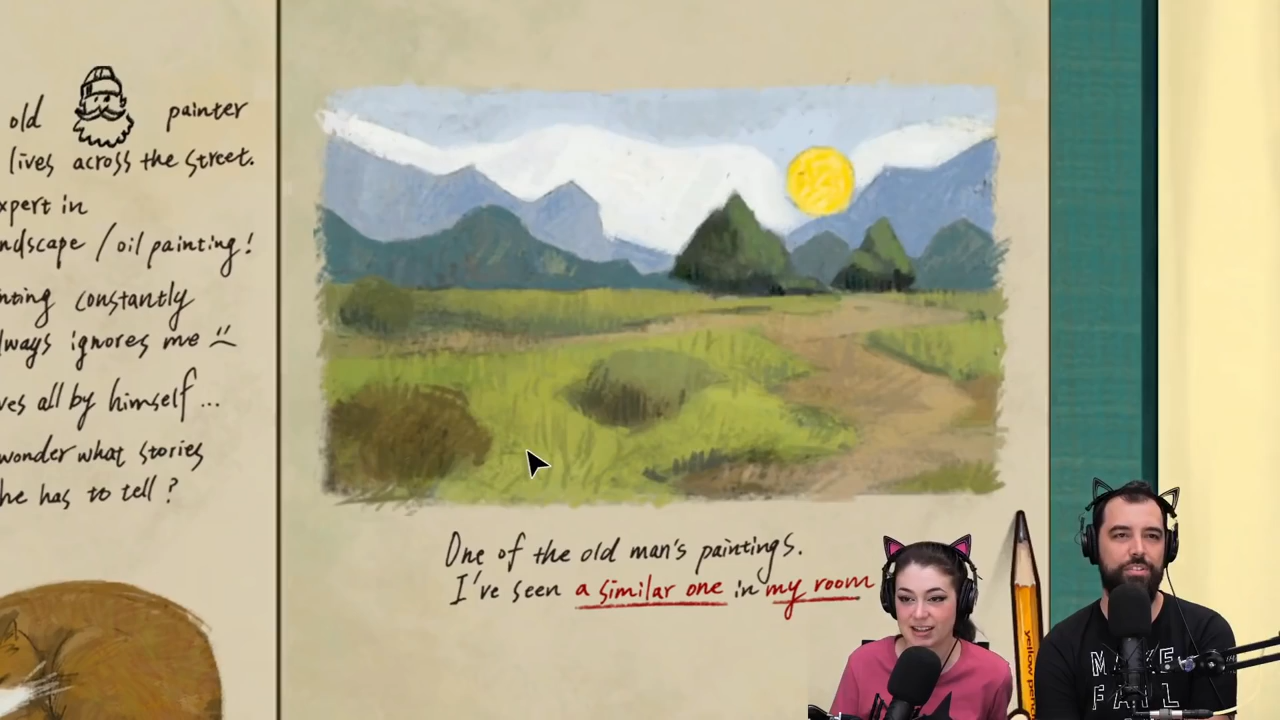 old painter
lives across the street.
xpert in
ndscape / oil painting!
nting constantly
lways ignores me
ves all by himself...
wonder what stories
he has to tell?
One of the old man's paintings.
I've seen a similar one in my room
yellow pen
MAKE
FAIL